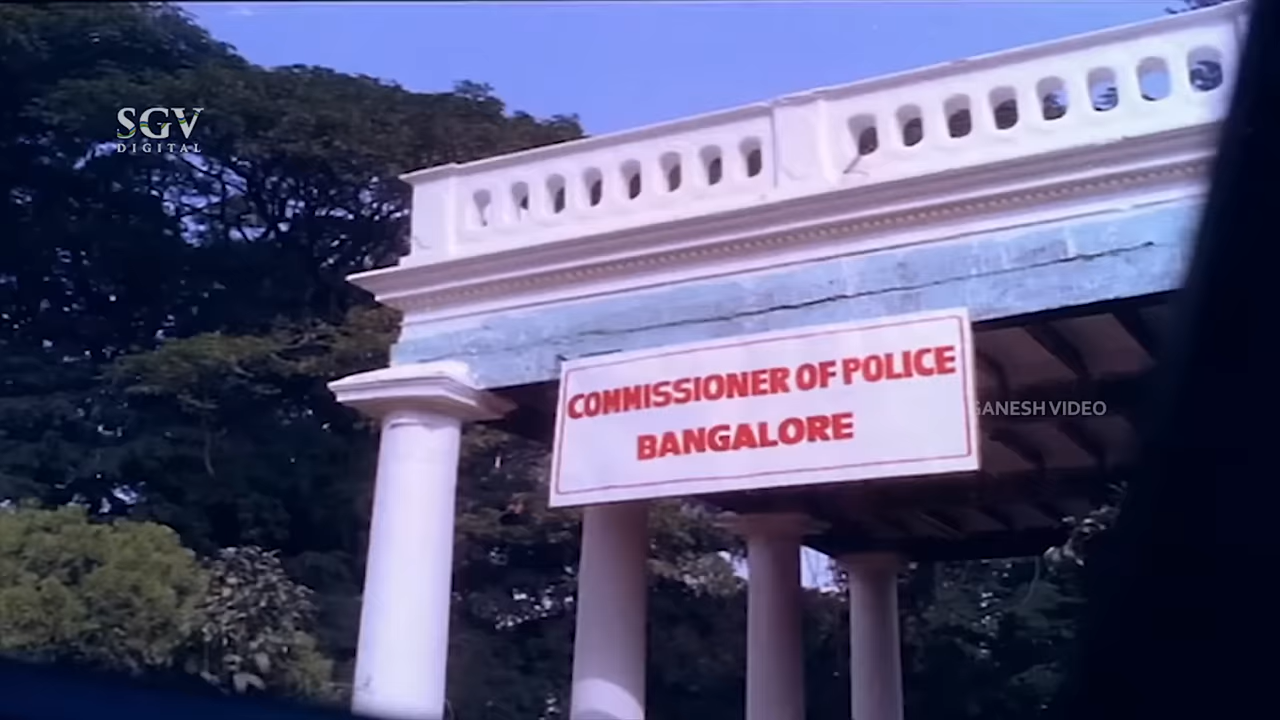 SGV
DIGITAL
COMMISSIONER OF POLICE
BANGALORE
GANESH VIDEO